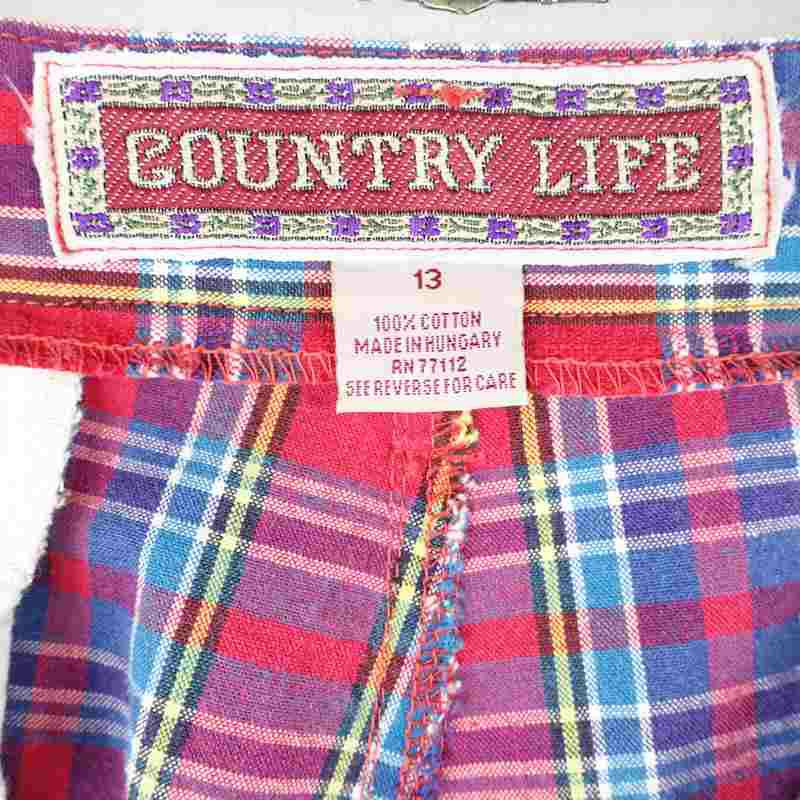 COUNTRY LIFE
13
100% COTTON
MADE IN HUNGARY
RN 77112
SEE REVERSE FOR CARE